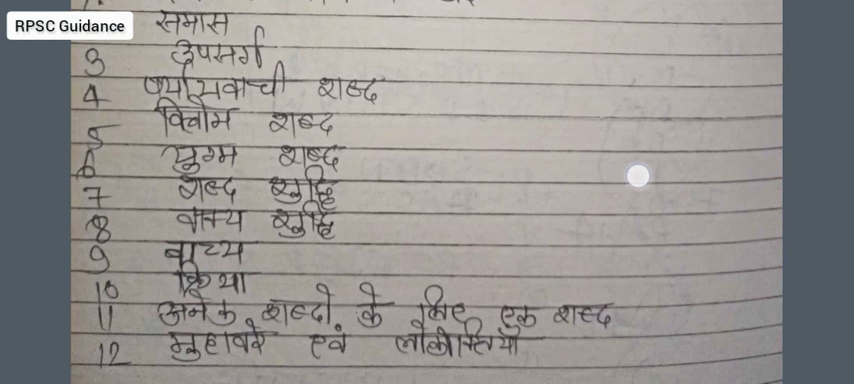 RPSC Guidance
समास
3 उपसर्ग
4 पर्यायवाची शब्द
5 विलोम शब्द
6 युग्म शब्द
7 शब्द शुद्धि
8 वाक्य शुद्धि
9 वाच्य
10 क्रिया
11 अनेक शब्दो के लिए एक शब्द
12 मुहावरे एवं लोकोक्तिया